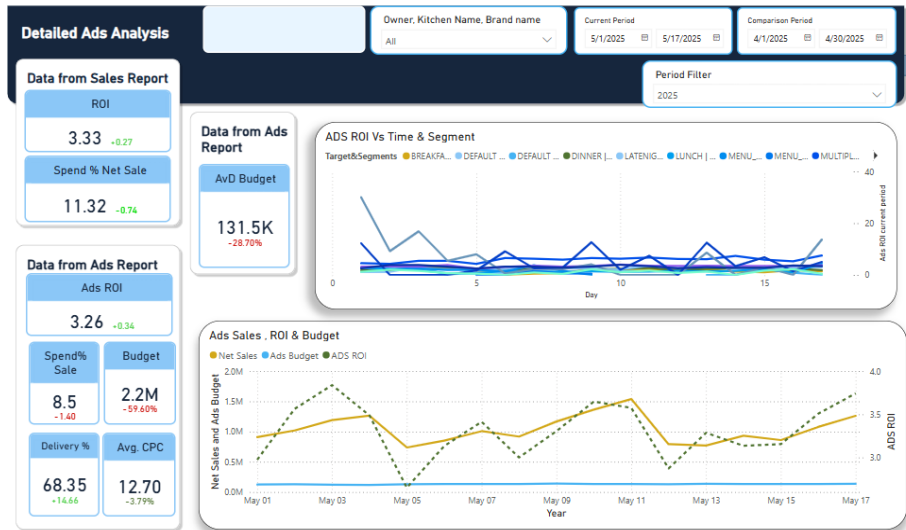 Detailed Ads Analysis
Owner, Kitchen Name, Brand name
All
Current Period
5/1/2025 5/17/2025
Comparison Period
4/1/2025 4/30/2025
Period Filter
2025
Data from Sales Report
ROI
3.33 +0.27
Spend % Net Sale
11.32 -0.74
Data from Ads
Report
AvD Budget
131.5K
-28.70%
Data from Ads Report
Ads ROI
3.26 +0.34
Spend%
Sale
8.5
-1.40
Budget
2.2M
-59.60%
Delivery %
68.35
+14.66
Avg. CPC
12.70
-3.79%
ADS ROI Vs Time & Segment
Target&Segments BREAKFA... DEFAULT ... DEFAULT ... DINNER |... LATENIG... LUNCH | ... MENU_... MENU_... MULTIPL...
40
20
0
Ads ROI current period
0 5 10 15
Day
Ads Sales , ROI & Budget
Net Sales Ads Budget ADS ROI
Net Sales and Ads Budget
2.0M
1.5M
1.0M
0.5M
0.0M
4.0
3.5
3.0
ADS ROI
May 01 May 03 May 05 May 07 May 09 May 11 May 13 May 15 May 17
Year